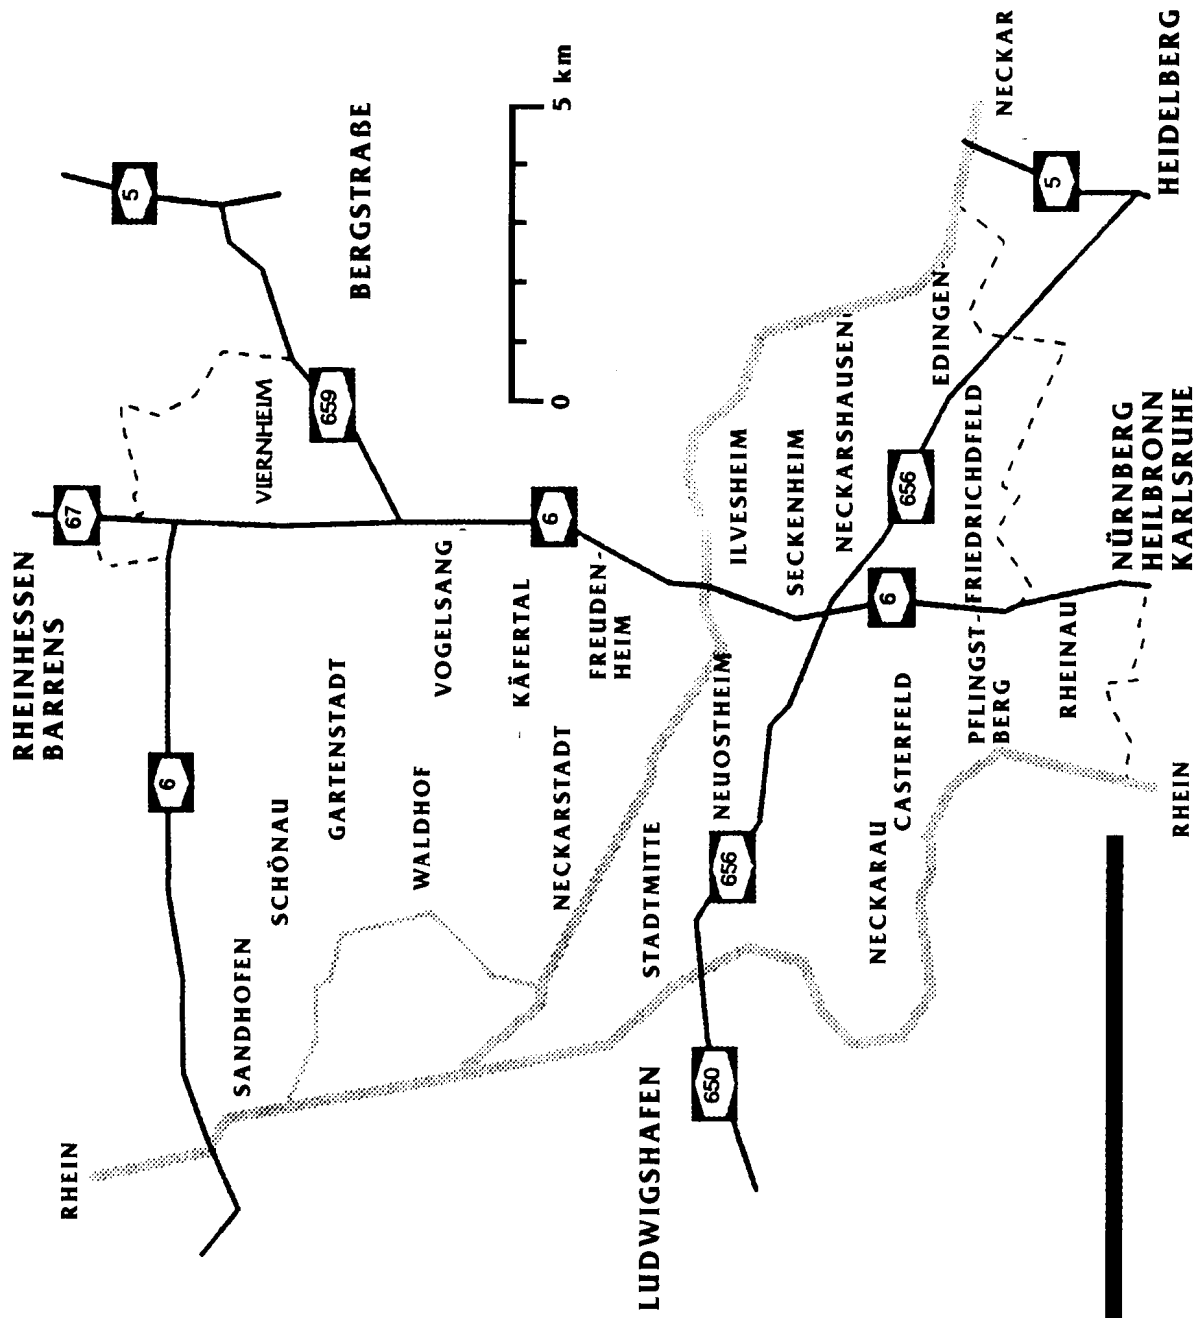 RHEINHESSEN
BARRENS
67
5
RHEIN
6
SANDHOFEN
SCHÖNAU
VIERNHEIM
GARTENSTADT
659
BERGSTRAßE
WALDHOF
VOGELSANG
KÄFERTAL
6
NECKARSTADT
0
5 km
FREUDEN-
HEIM
LUDWIGSHAFEN
STADTMITTE
650
656
NEUOSTHEIM
ILVESHEIM
SECKENHEIM
NECKARSHAUSEN
NECKARAU
CASTERFELD
6
656
EDINGEN
PFLINGST-FRIEDRICHDFELD
BERG
NECKAR
5
RHEINAU
NÜRNBERG
HEILBRONN
KARLSRUHE
HEIDELBERG
RHEIN